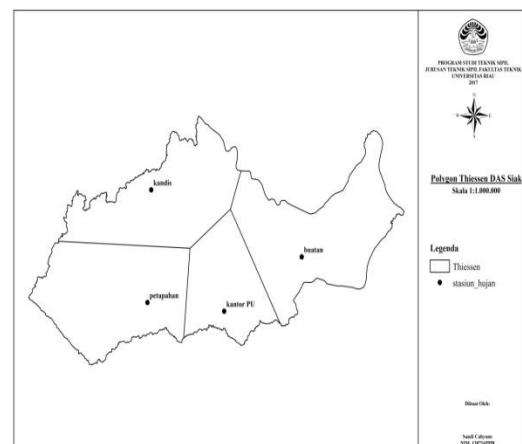 kandis
buatan
petapahan
kantor PU
PROGRAM STUDI TEKNIK SIPIL
JURUSAN TEKNIK SIPIL FAKULTAS TEKNIK
UNIVERSITAS RIAU
2017
Polygon Thiessen DAS Siak
Skala 1:1.000.000
Legenda
Thiessen
stasiun_hujan
Dibuat Oleh: